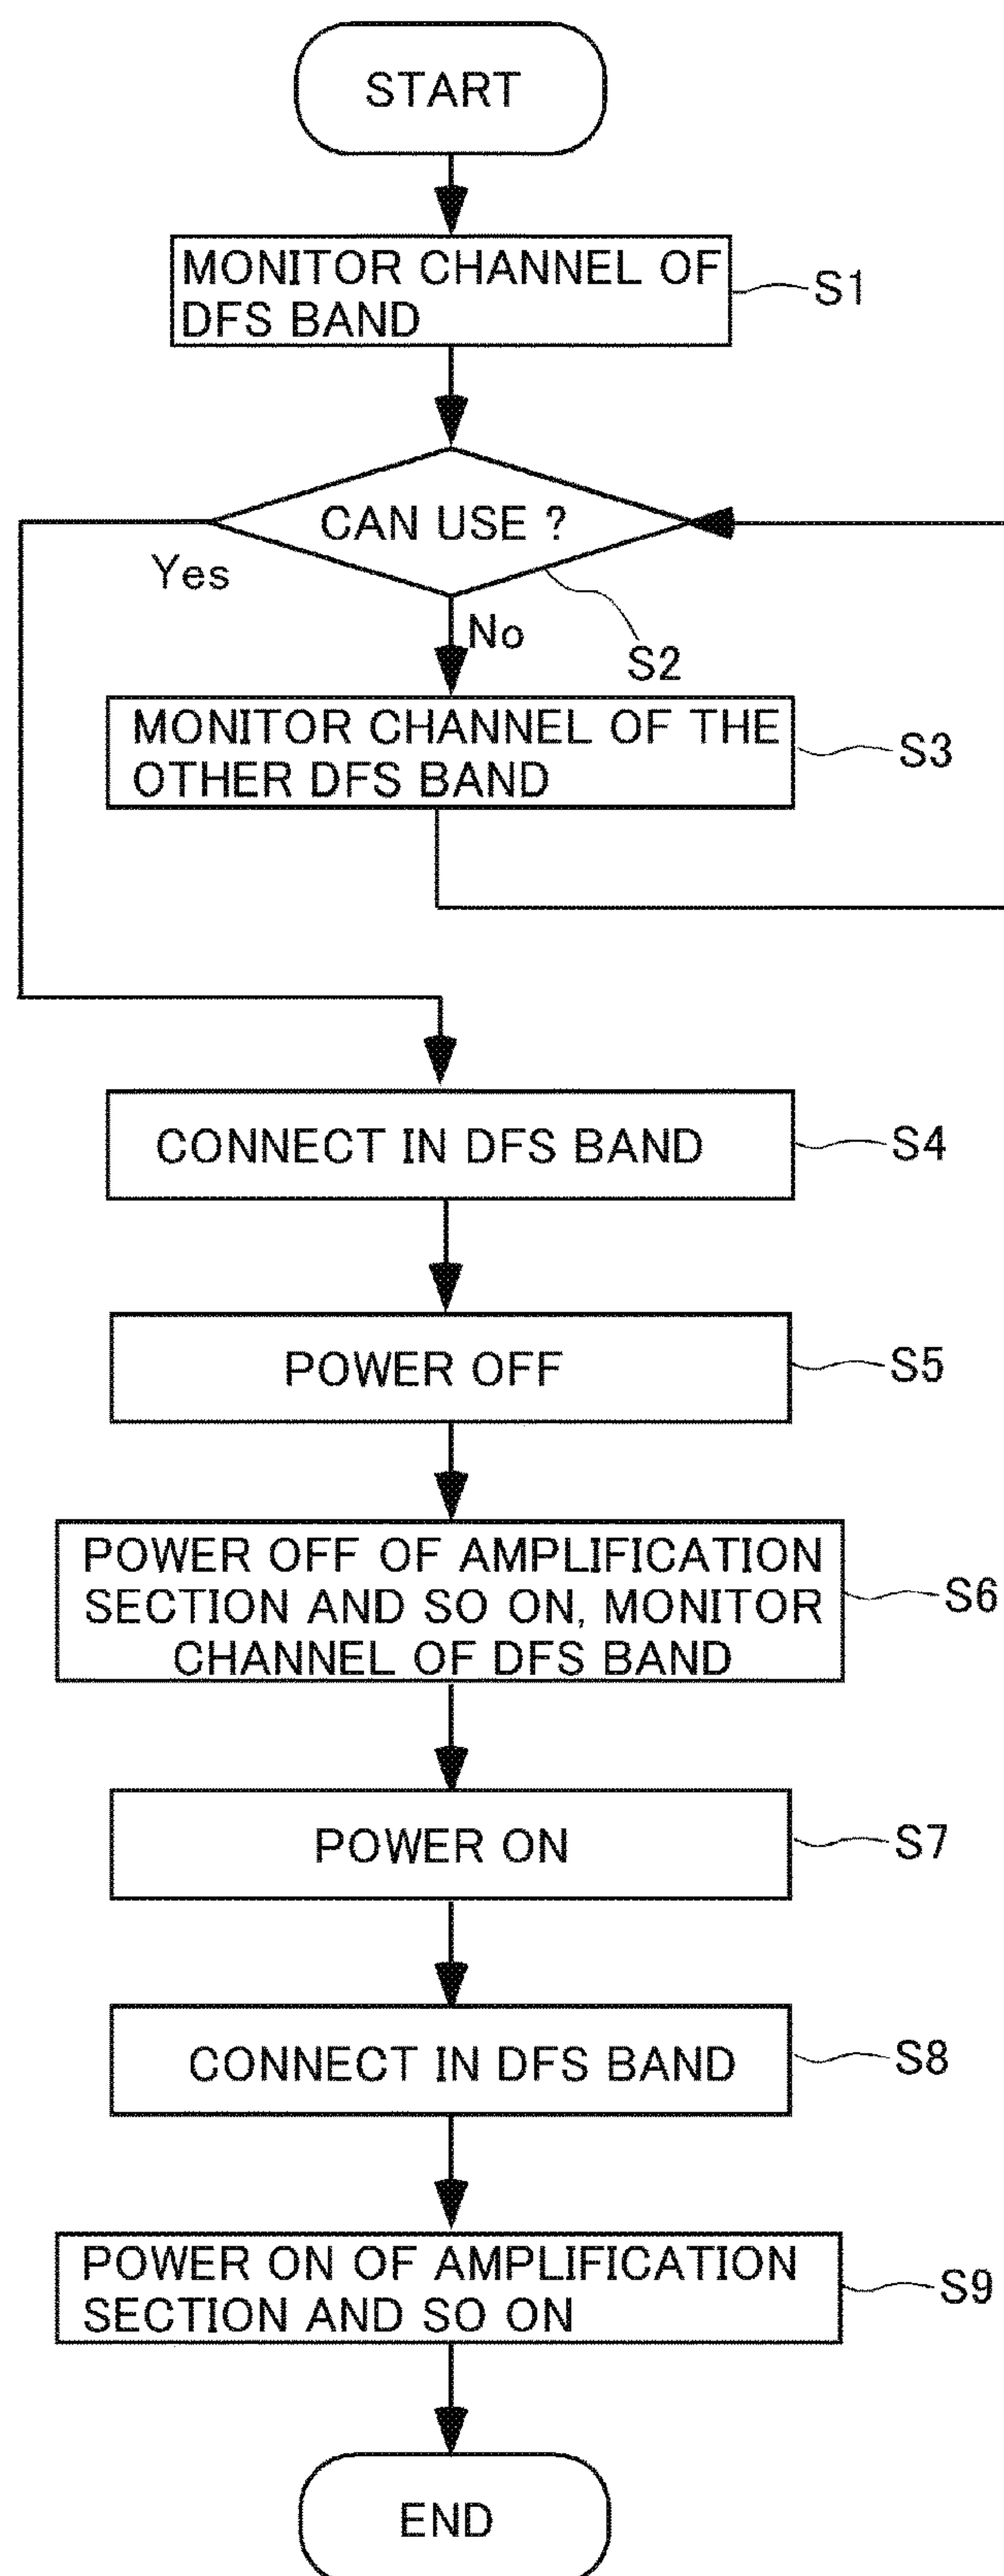 START
MONITOR CHANNEL OF
DFS BAND
S1
CAN USE ?
Yes
No
S2
MONITOR CHANNEL OF THE
OTHER DFS BAND
S3
CONNECT IN DFS BAND
S4
POWER OFF
S5
POWER OFF OF AMPLIFICATION
SECTION AND SO ON, MONITOR
CHANNEL OF DFS BAND
S6
POWER ON
S7
CONNECT IN DFS BAND
S8
POWER ON OF AMPLIFICATION
SECTION AND SO ON
S9
END